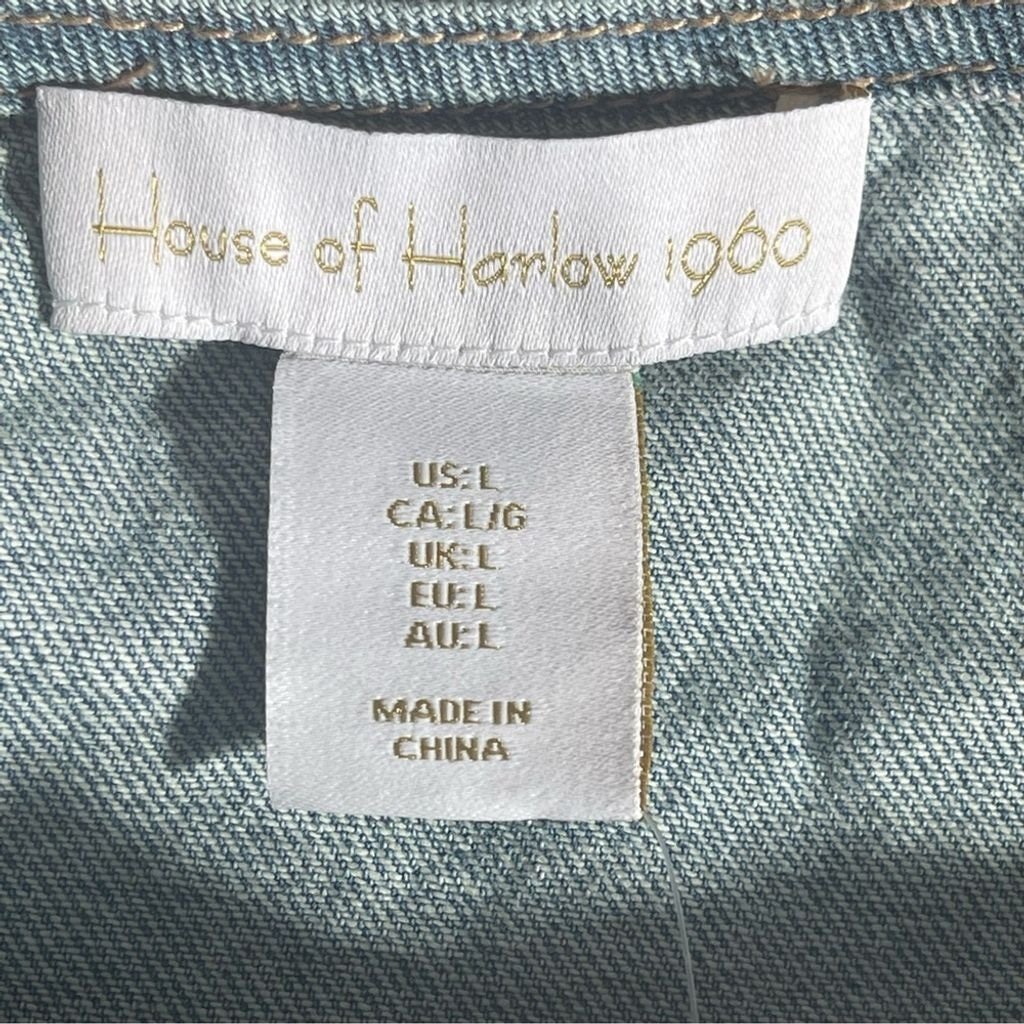 House of Harlow 1960
US: L
CA: L/G
UK: L
EU: L
AU: L
MADE IN
CHINA